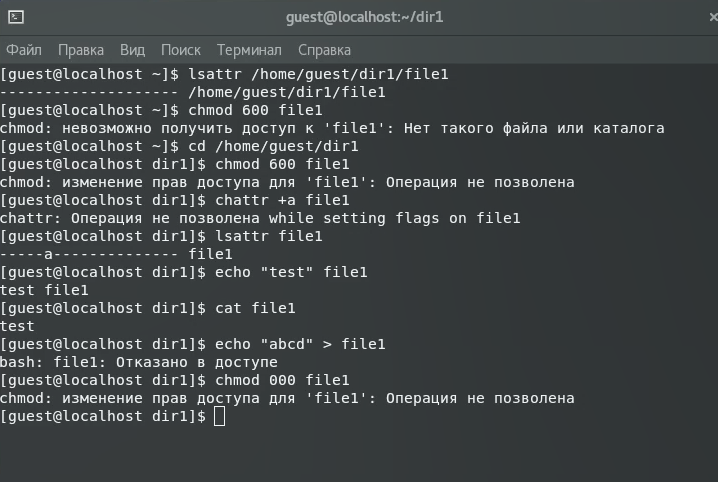 guest@localhost:~/dir1
Файл Правка Вид Поиск Терминал Справка
[guest@localhost ~]$ lsattr /home/guest/dir1/file1
-------------------- /home/guest/dir1/file1
[guest@localhost ~]$ chmod 600 file1
chmod: невозможно получить доступ к 'file1': Нет такого файла или каталога
[guest@localhost ~]$ cd /home/guest/dir1
[guest@localhost dir1]$ chmod 600 file1
chmod: изменение прав доступа для 'file1': Операция не позволена
[guest@localhost dir1]$ chattr +a file1
chattr: Операция не позволена while setting flags on file1
[guest@localhost dir1]$ lsattr file1
-----a-------------- file1
[guest@localhost dir1]$ echo "test" file1
test file1
[guest@localhost dir1]$ cat file1
test
[guest@localhost dir1]$ echo "abcd" > file1
bash: file1: Отказано в доступе
[guest@localhost dir1]$ chmod 000 file1
chmod: изменение прав доступа для 'file1': Операция не позволена
[guest@localhost dir1]$